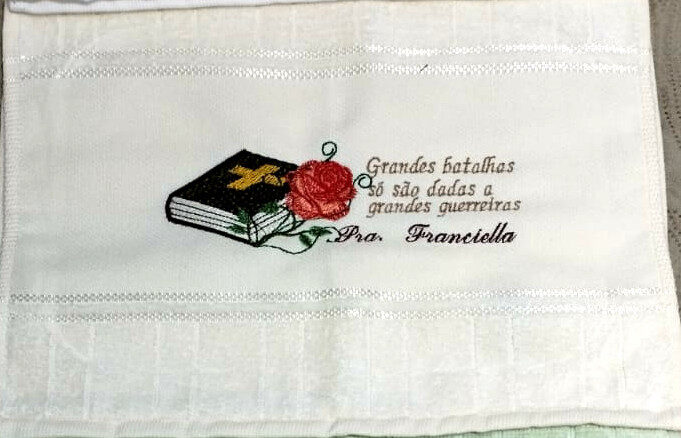 Grandes batalhas
só são dadas a
grandes guerreiras
Pra. Franciella